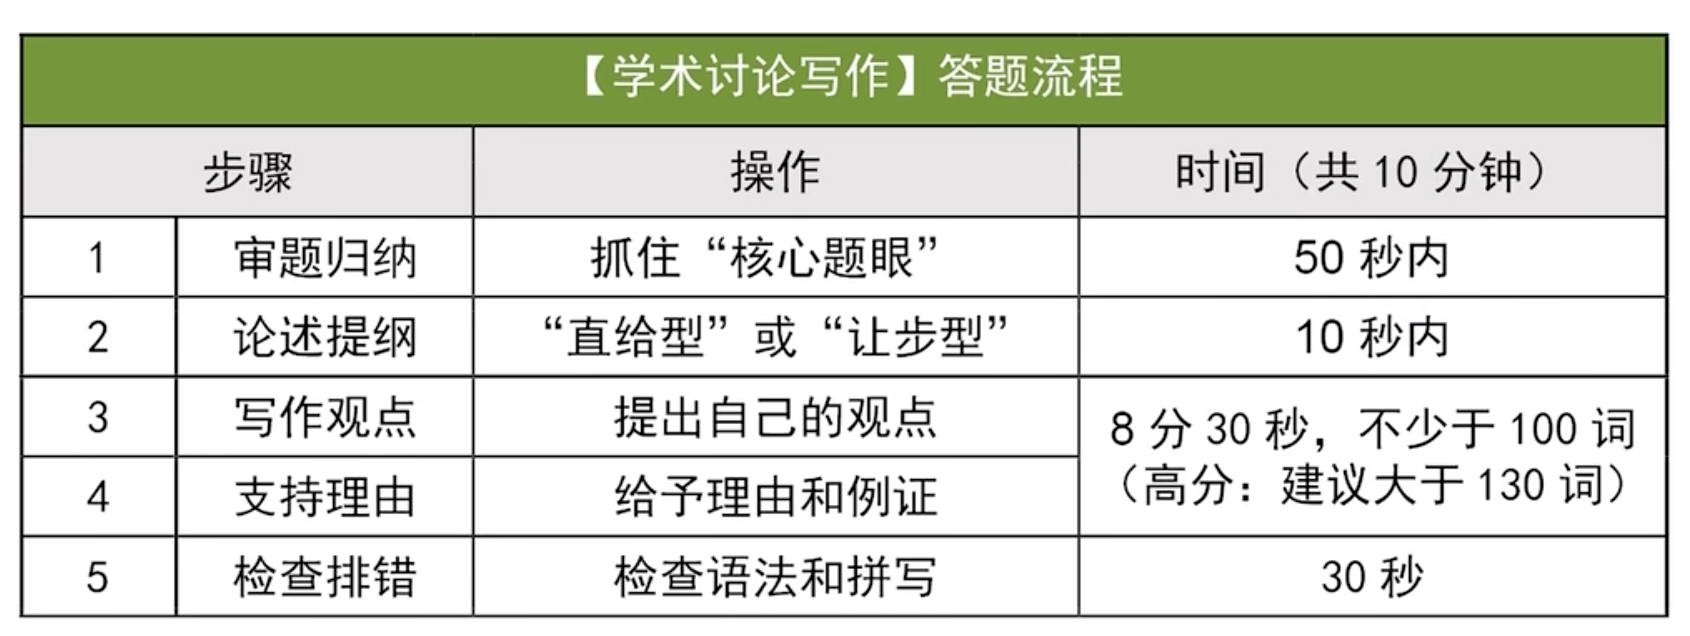 【学术讨论写作】答题流程
步骤 操作 时间（共 10 分钟）
1 审题归纳 抓住“核心题眼” 50 秒内
2 论述提纲 “直给型”或“让步型” 10 秒内
3 写作观点 提出自己的观点
8 分 30 秒，不少于 100 词
（高分：建议大于 130 词）
4 支持理由 给予理由和例证
5 检查排错 检查语法和拼写 30 秒